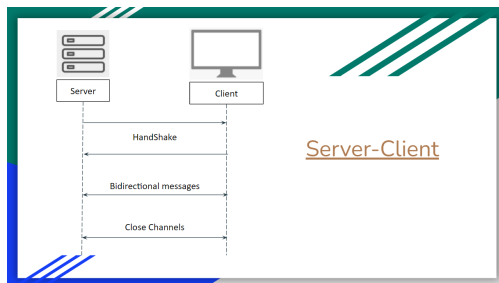 Server
Client
HandShake
Bidirectional messages
Close Channels
Server-Client